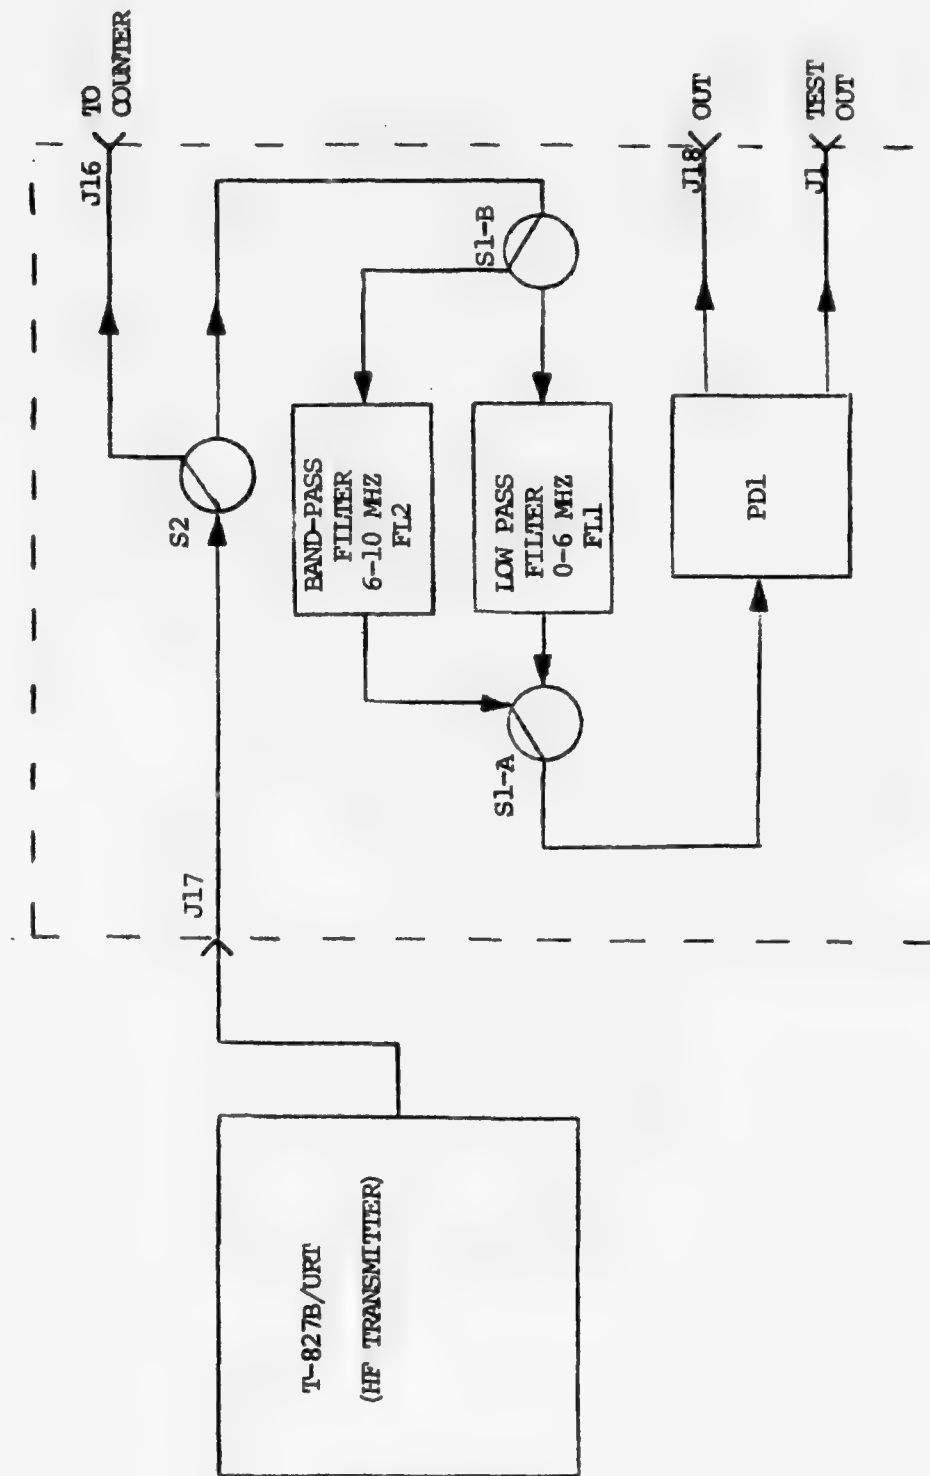 T-827B/URT
(HF TRANSMITTER)
J17
S2
J16
TO
COUNTER
BAND-PASS
FILTER
6-10 MHZ
FL2
S1-B
S1-A
LOW PASS
FILTER
0-6 MHZ
FL1
PD1
J18
OUT
J1
TEST
OUT